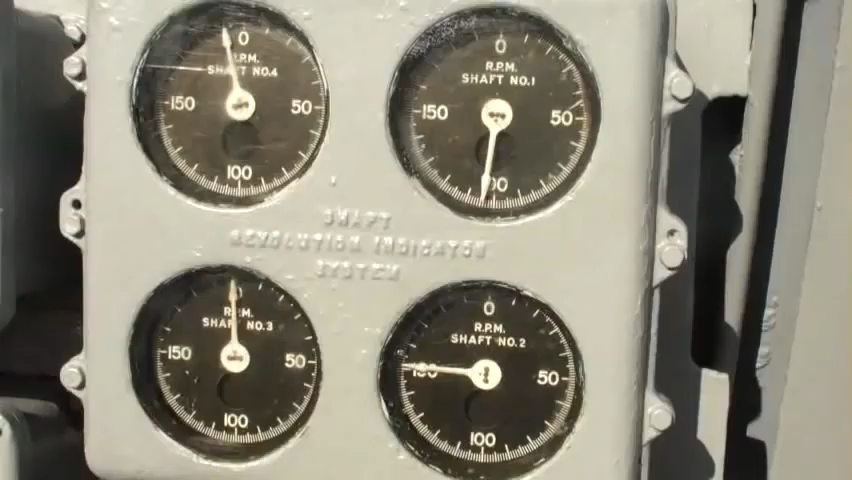 0
R.P.M.
SHAFT NO.4
150
50
100
0
R.P.M.
SHAFT NO.1
150
50
100
SHAFT
REVOLUTION INDICATOR
SYSTEM
0
R.P.M.
SHAFT NO.3
150
50
100
0
R.P.M.
SHAFT NO.2
150
50
100